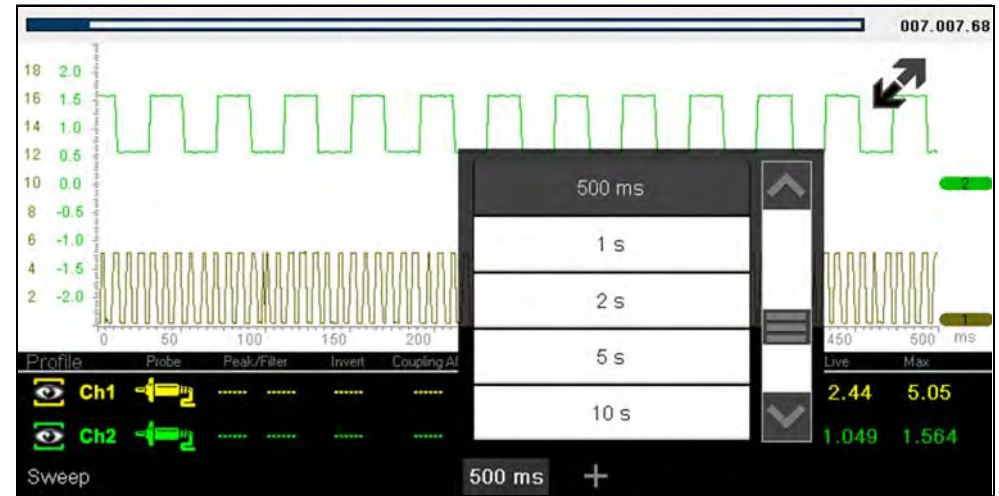 007.007.68
18 2.0
16 1.5
14 1.0
12 0.5
10 0.0
8 -0.5
6 -1.0
4 -1.5
2 -2.0
2
1
0 50 100 150 200 450 500 ms
500 ms
1 s
2 s
5 s
10 s
Profile Probe Peak/Filter Invert Coupling Live Max
Ch1 ------ ------ ------ ------ 2.44 5.05
Ch2 ------ ------ ------ ------ 1.049 1.564
Sweep 500 ms +